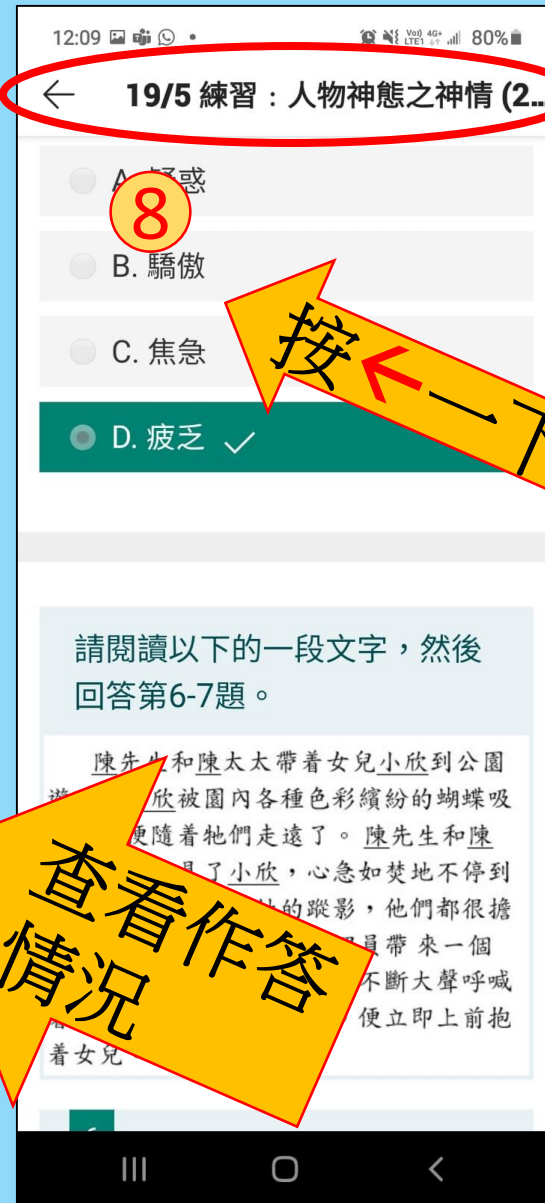 12:09
VoD 4G+ LTE1 80%
19/5 練習：人物神態之神情 (2...
A. 疑惑
8
B. 驕傲
按←一下
C. 焦急
D. 疲乏
請閱讀以下的一段文字，然後
回答第6-7題。
陳先生和陳太太帶着女兒小欣到公園
欣被園內各種色彩繽紛的蝴蝶吸
便隨着牠們走遠了。陳先生和陳
見了小欣，心急如焚地不停到
的蹤影，他們都很擔
員帶 來一個
不斷大聲呼喊
便立即上前抱
着女兒
查看作答
情況